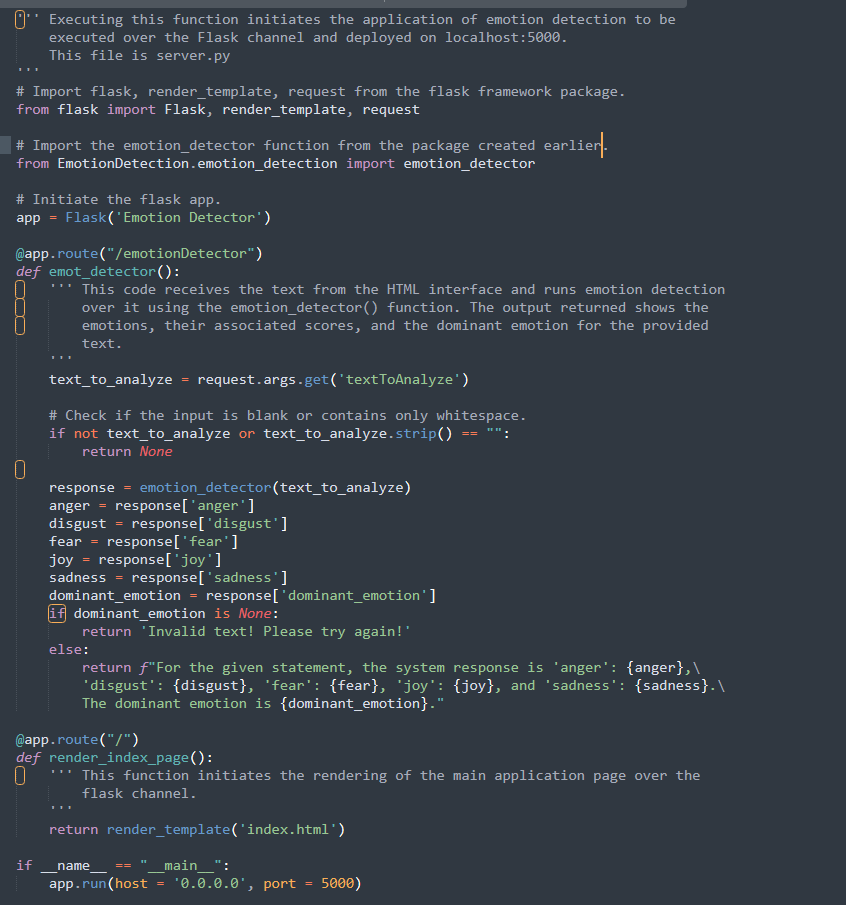 ''' Executing this function initiates the application of emotion detection to be
    executed over the Flask channel and deployed on localhost:5000.
    This file is server.py
'''
# Import flask, render_template, request from the flask framework package.
from flask import Flask, render_template, request

# Import the emotion_detector function from the package created earlier.
from EmotionDetection.emotion_detection import emotion_detector

# Initiate the flask app.
app = Flask('Emotion Detector')

@app.route("/emotionDetector")
def emot_detector():
    ''' This code receives the text from the HTML interface and runs emotion detection
        over it using the emotion_detector() function. The output returned shows the
        emotions, their associated scores, and the dominant emotion for the provided
        text.
    '''
    text_to_analyze = request.args.get('textToAnalyze')

    # Check if the input is blank or contains only whitespace.
    if not text_to_analyze or text_to_analyze.strip() == "":
        return None

    response = emotion_detector(text_to_analyze)
    anger = response['anger']
    disgust = response['disgust']
    fear = response['fear']
    joy = response['joy']
    sadness = response['sadness']
    dominant_emotion = response['dominant_emotion']
    if dominant_emotion is None:
        return 'Invalid text! Please try again!'
    else:
        return f"For the given statement, the system response is 'anger': {anger},\
        'disgust': {disgust}, 'fear': {fear}, 'joy': {joy}, and 'sadness': {sadness}.\
        The dominant emotion is {dominant_emotion}."

@app.route("/")
def render_index_page():
    ''' This function initiates the rendering of the main application page over the
        flask channel.
    '''
    return render_template('index.html')

if __name__ == "__main__":
    app.run(host = '0.0.0.0', port = 5000)